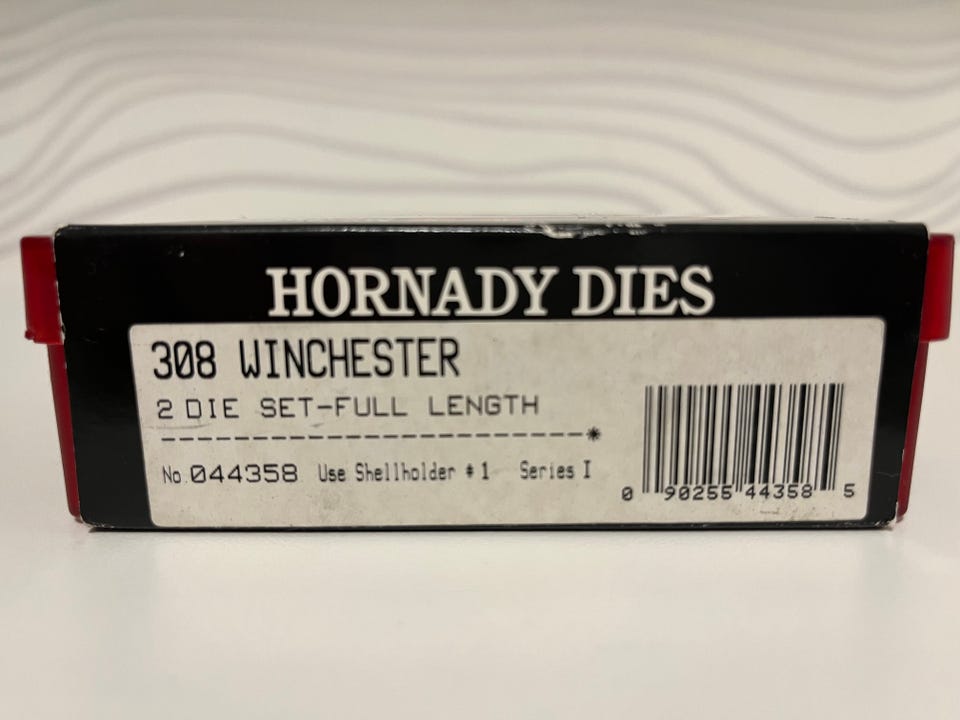 HORNADY DIES
308 WINCHESTER
2 DIE SET-FULL LENGTH
--------------------------------*
No. 044358 Use Shellholder #1 Series I
0 90255 44358 5